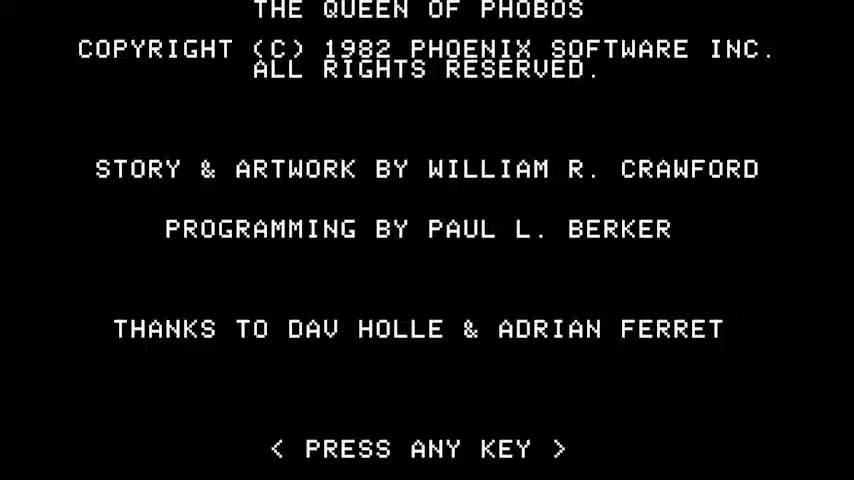 THE QUEEN OF PHOBOS
COPYRIGHT (C) 1982 PHOENIX SOFTWARE INC.
ALL RIGHTS RESERVED.
STORY & ARTWORK BY WILLIAM R. CRAWFORD
PROGRAMMING BY PAUL L. BERKER
THANKS TO DAV HOLLE & ADRIAN FERRET
< PRESS ANY KEY >